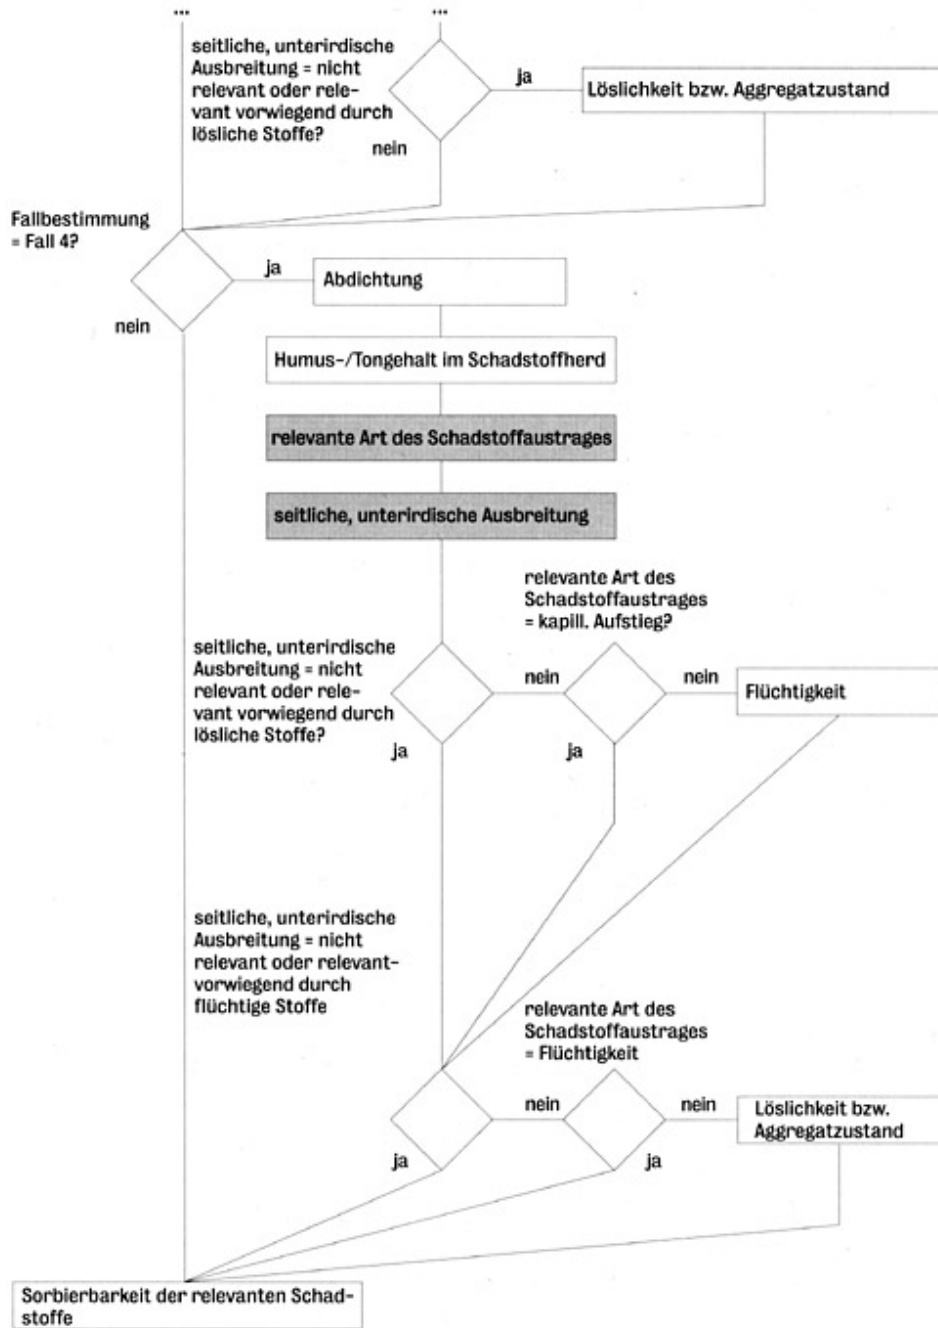 ...
...
seitliche, unterirdische
Ausbreitung = nicht
relevant oder rele-
vant vorwiegend durch
lösliche Stoffe?
ja
Löslichkeit bzw. Aggregatzustand
nein
Fallbestimmung
= Fall 4?
ja
Abdichtung
nein
Humus-/Tongehalt im Schadstoffherd
relevante Art des Schadstoffaustrages
seitliche, unterirdische Ausbreitung
relevante Art des
Schadstoffaustrages
= kapill. Aufstieg?
seitliche, unterirdische
Ausbreitung = nicht
relevant oder rele-
vant vorwiegend durch
lösliche Stoffe?
nein
nein
Flüchtigkeit
ja
ja
seitliche, unterirdische
Ausbreitung = nicht
relevant oder relevant-
vorwiegend durch
flüchtige Stoffe
relevante Art des
Schadstoffaustrages
= Flüchtigkeit
nein
nein
Löslichkeit bzw.
Aggregatzustand
ja
ja
Sorbierbarkeit der relevanten Schad-
stoffe